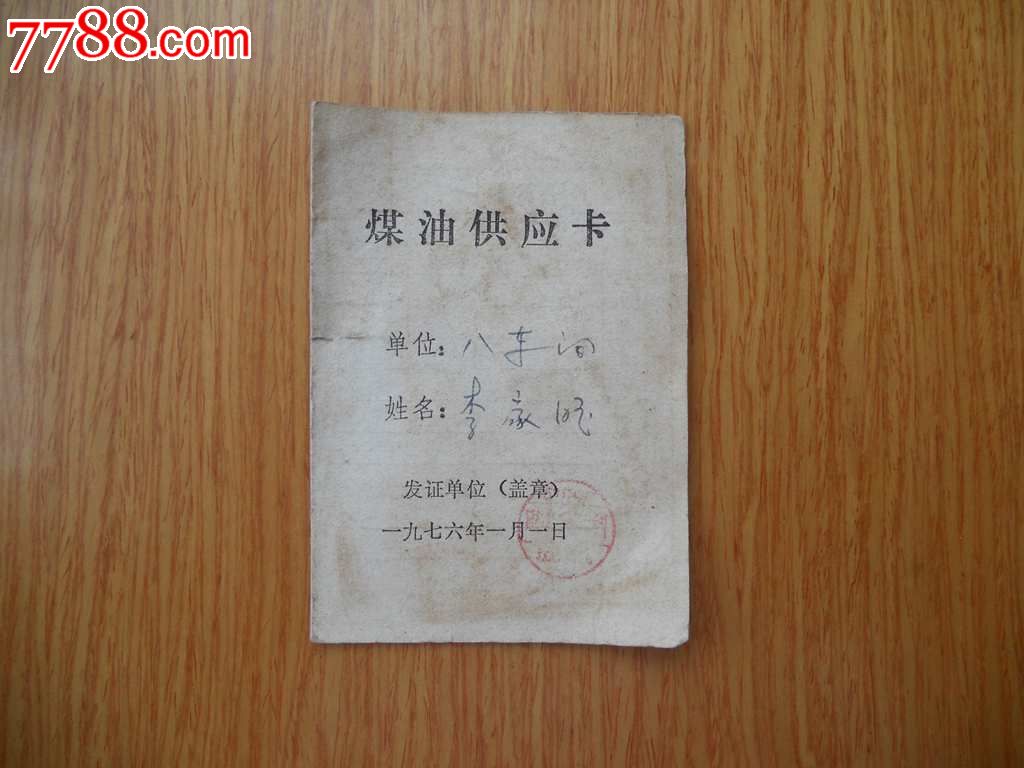 7788.com
煤油供应卡
单位：八车间
姓名：李家
发证单位（盖章）
一九七六年一月一日